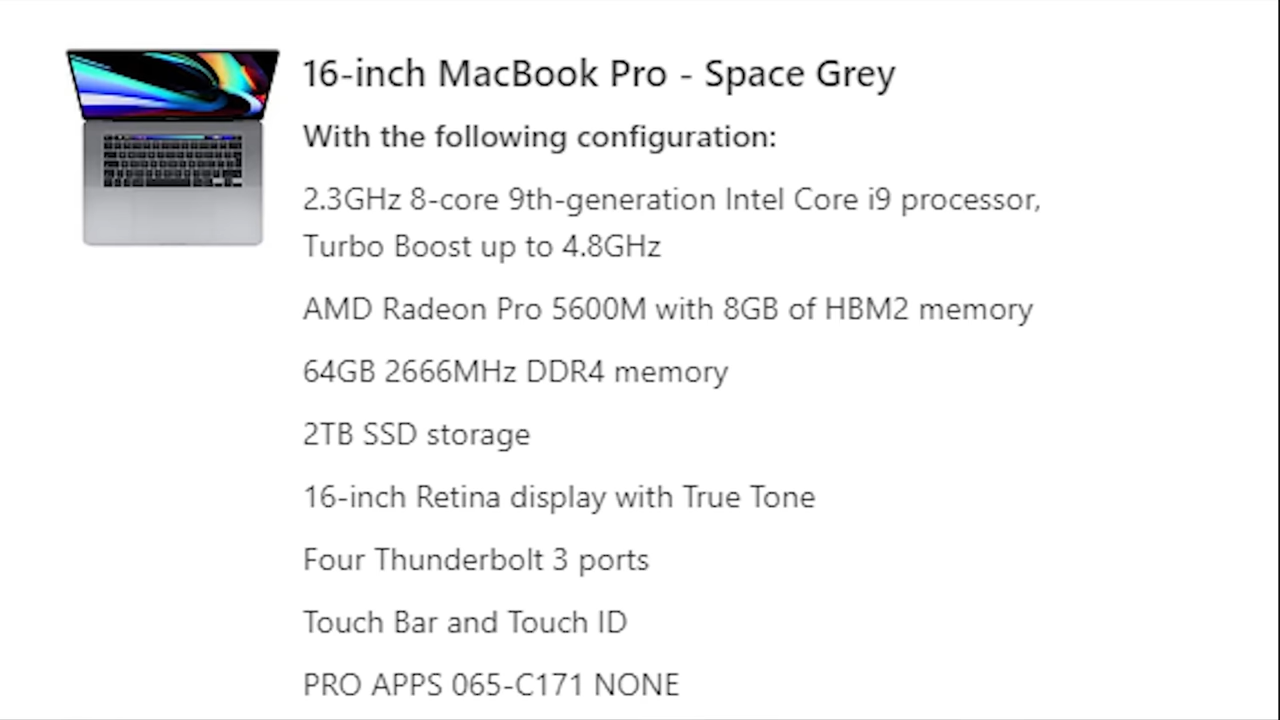 16-inch MacBook Pro - Space Grey
With the following configuration:
2.3GHz 8-core 9th-generation Intel Core i9 processor,
Turbo Boost up to 4.8GHz
AMD Radeon Pro 5600M with 8GB of HBM2 memory
64GB 2666MHz DDR4 memory
2TB SSD storage
16-inch Retina display with True Tone
Four Thunderbolt 3 ports
Touch Bar and Touch ID
PRO APPS 065-C171 NONE